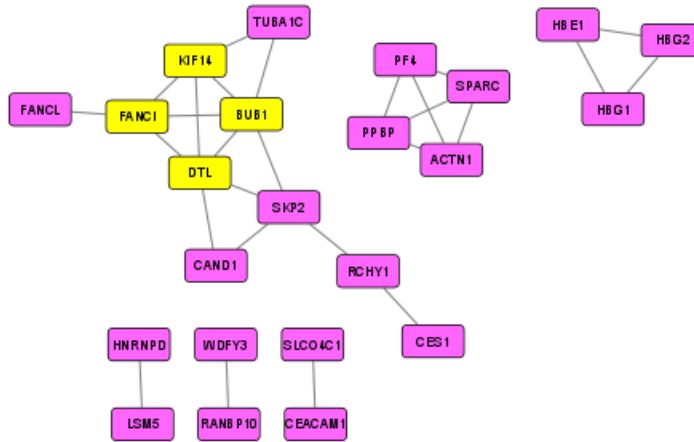 TUBA1C
HBE1
HBG2
KIF14
PF4
SPARC
FANCL
FANCI
BUB1
HBG1
PPBP
ACTN1
DTL
SKP2
CAND1
RCHY1
HNRNPD
WDFY3
SLCO4C1
CES1
LSM5
RANBP10
CEACAM1